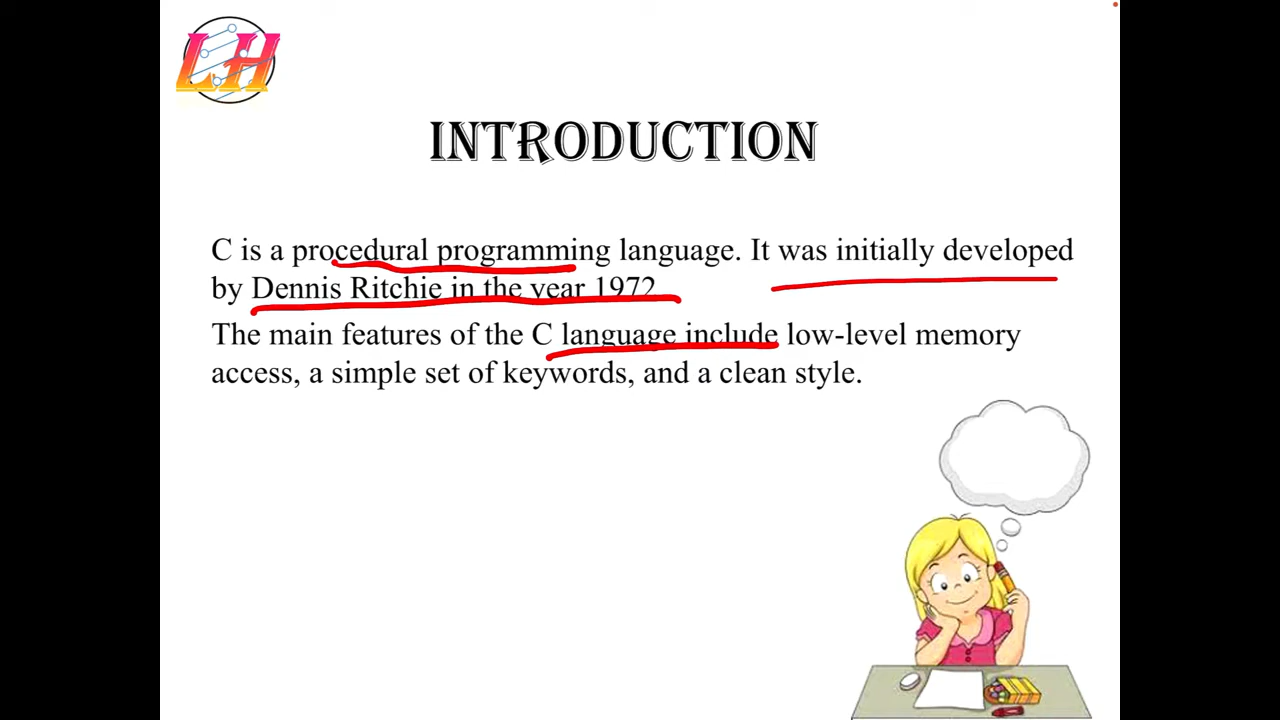 LH
INTRODUCTION
C is a procedural programming language. It was initially developed
by Dennis Ritchie in the year 1972
The main features of the C language include low-level memory
access, a simple set of keywords, and a clean style.